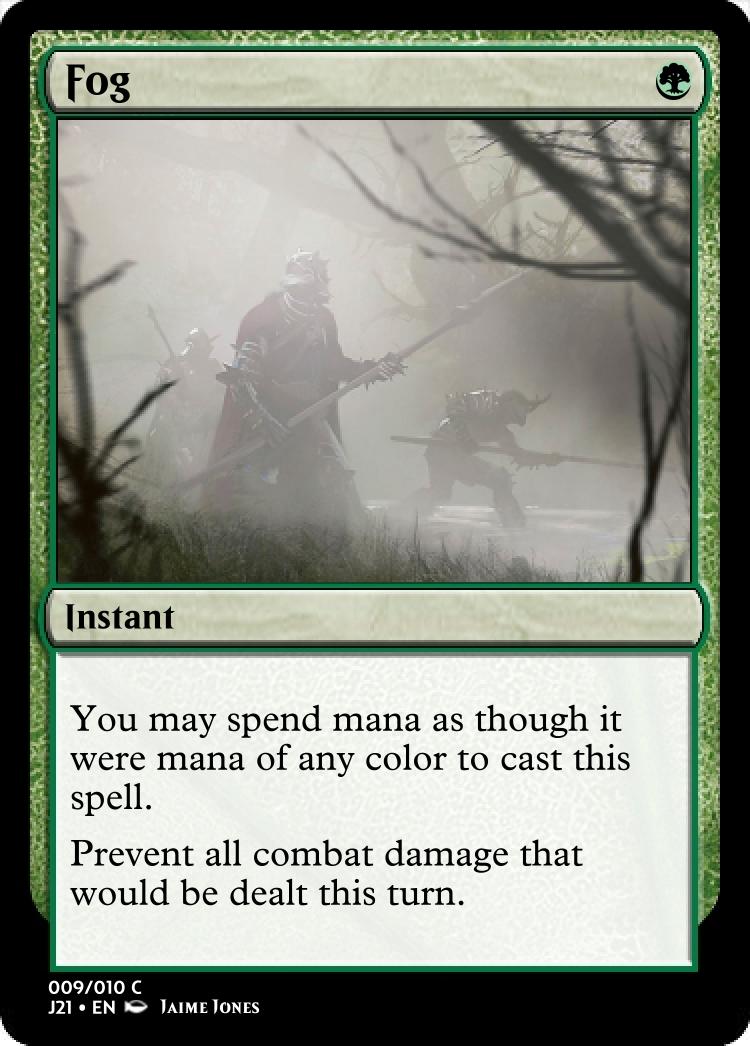 Fog
Instant
You may spend mana as though it
were mana of any color to cast this
spell.
Prevent all combat damage that
would be dealt this turn.
009/010 C
J21 • EN JAIME JONES